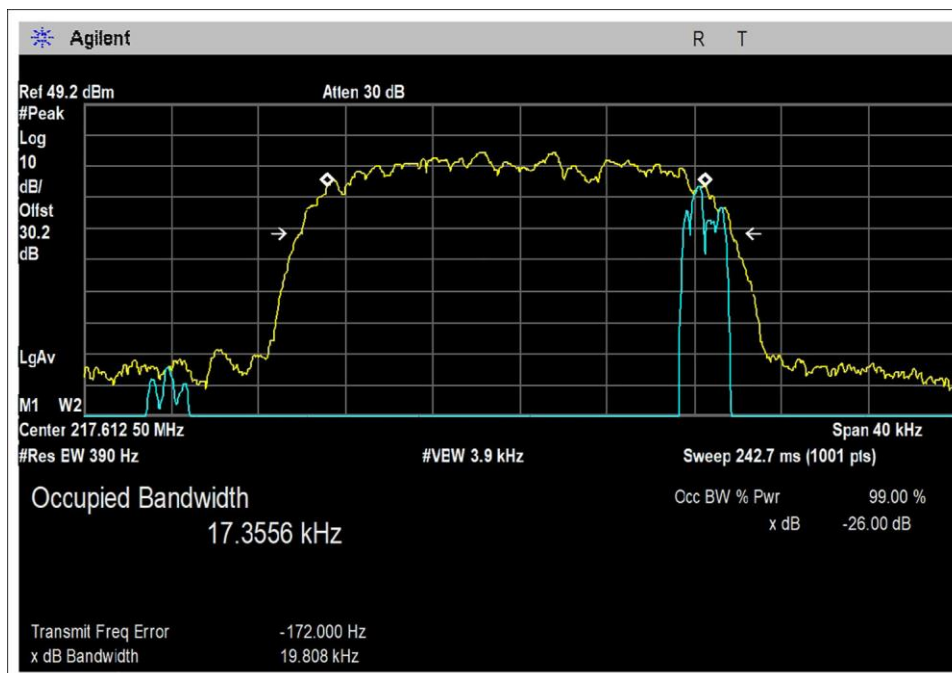 Agilent
R T
Ref 49.2 dBm Atten 30 dB
#Peak
Log
10
dB/
Offst
30.2
dB
LgAv
M1 W2
Center 217.612 50 MHz Span 40 kHz
#Res BW 390 Hz #VBW 3.9 kHz Sweep 242.7 ms (1001 pts)
Occupied Bandwidth
17.3556 kHz
Occ BW % Pwr 99.00 %
x dB -26.00 dB
Transmit Freq Error -172.000 Hz
x dB Bandwidth 19.808 kHz